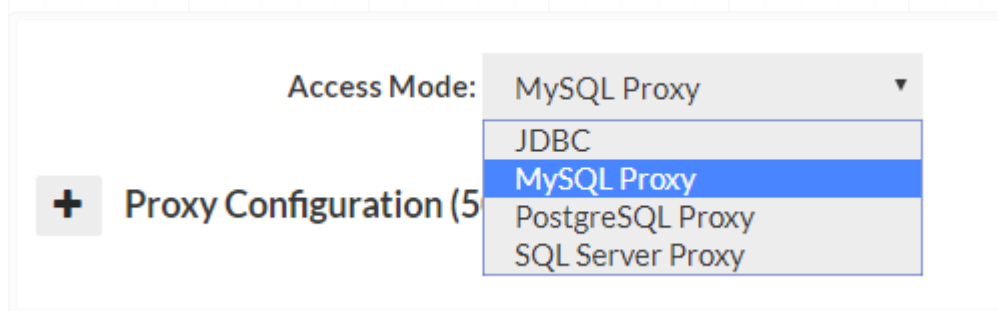 Access Mode: MySQL Proxy
JDBC
MySQL Proxy
Proxy Configuration (5
PostgreSQL Proxy
SQL Server Proxy